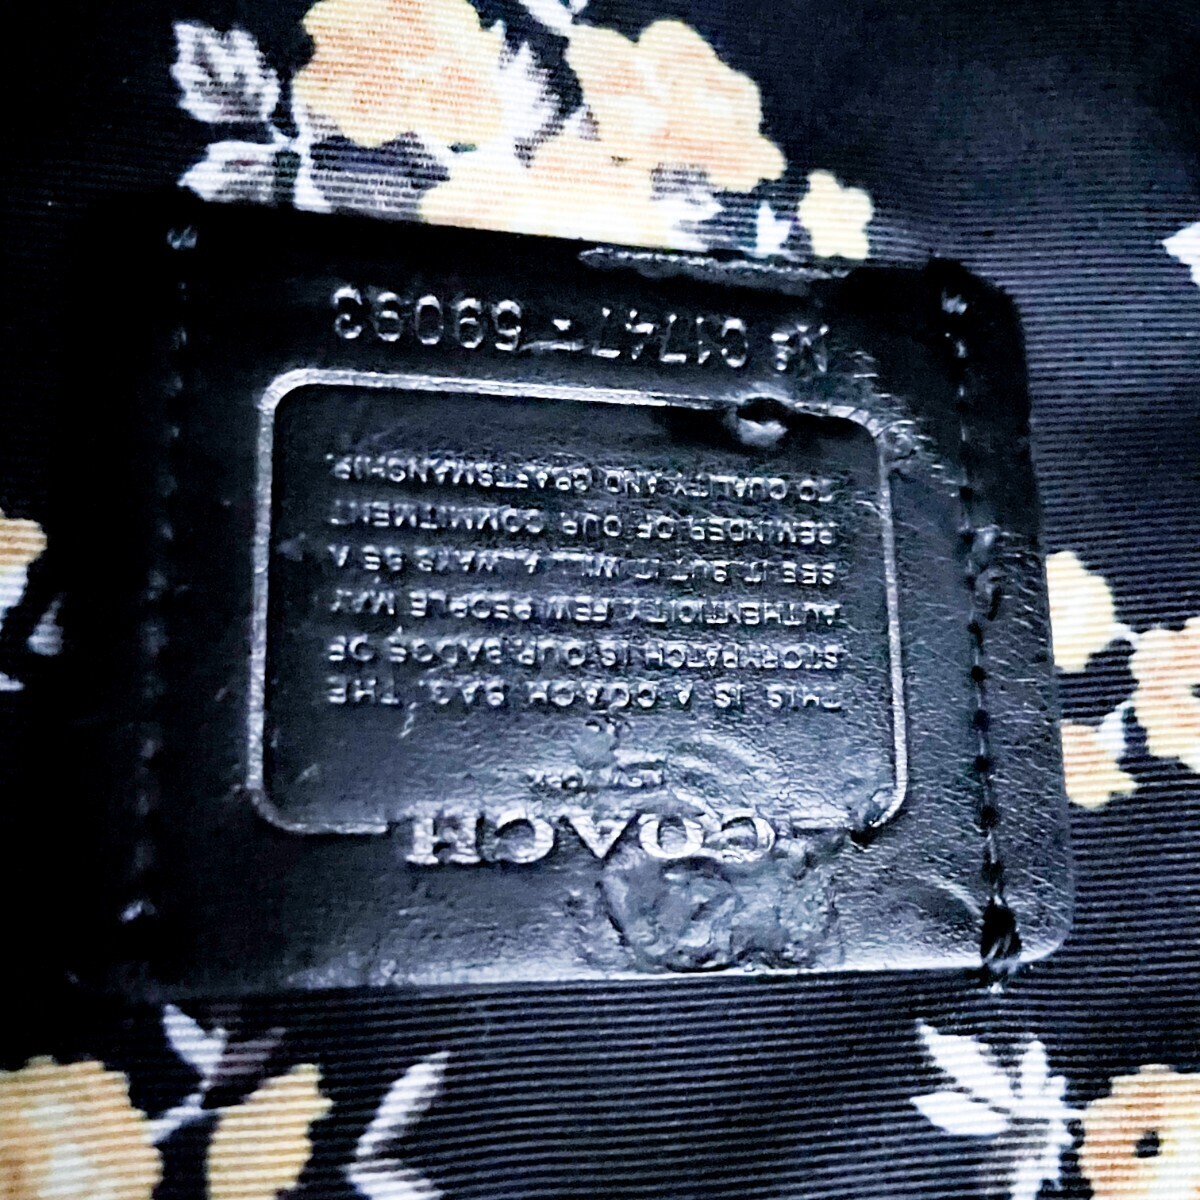 COACH
NEW YORK
THIS IS A COACH BAG. THE
STORYPATCH IS OUR BADGE OF
AUTHENTICITY. FEW PEOPLE MAY
SEE IT, BUT IT WILL ALWAYS BE A
REMINDER OF OUR COMMITMENT
TO QUALITY AND CRAFTSMANSHIP.
Nº C1747-59093